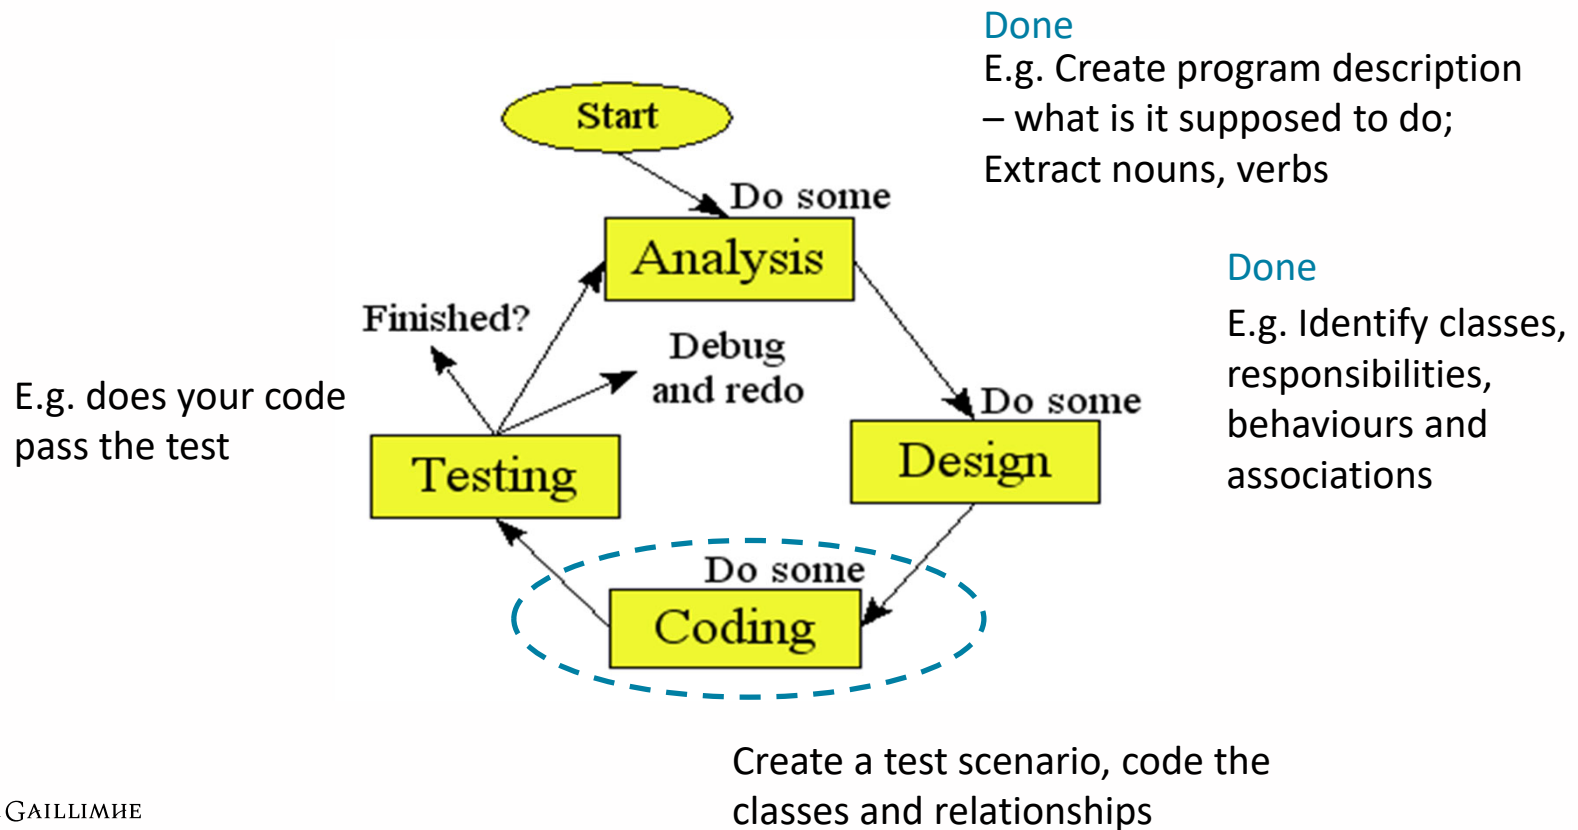 Done
E.g. Create program description
– what is it supposed to do;
Extract nouns, verbs
Start
Do some
Analysis
Done
E.g. Identify classes,
responsibilities,
behaviours and
associations
Finished?
Debug
and redo
E.g. does your code
pass the test
Do some
Design
Testing
Do some
Coding
Create a test scenario, code the
classes and relationships
GAILLIMHE